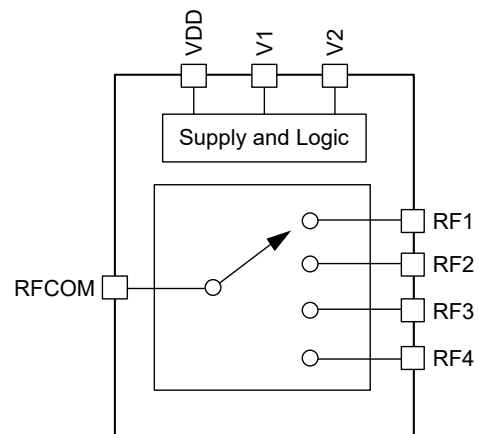 VDD
V1
V2
Supply and Logic
RF1
RF2
RFCOM
RF3
RF4